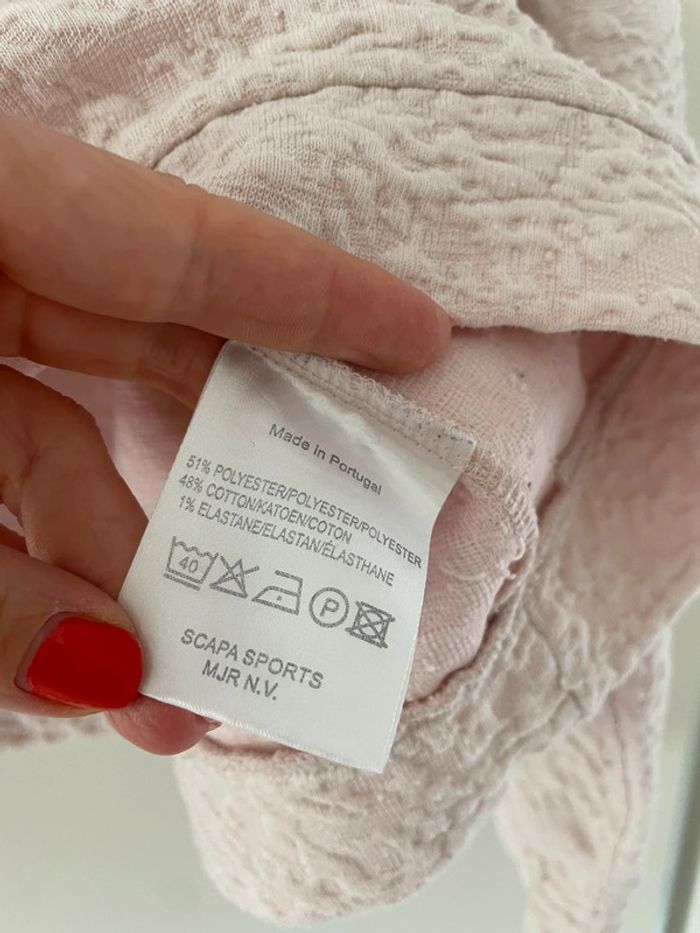 Made in Portugal
51% POLYESTER/POLYESTER/POLYESTER
48% COTTON/KATOEN/COTON
1% ELASTANE/ELASTAN/ÉLASTHANE
40 P
SCAPA SPORTS
MJR N.V.